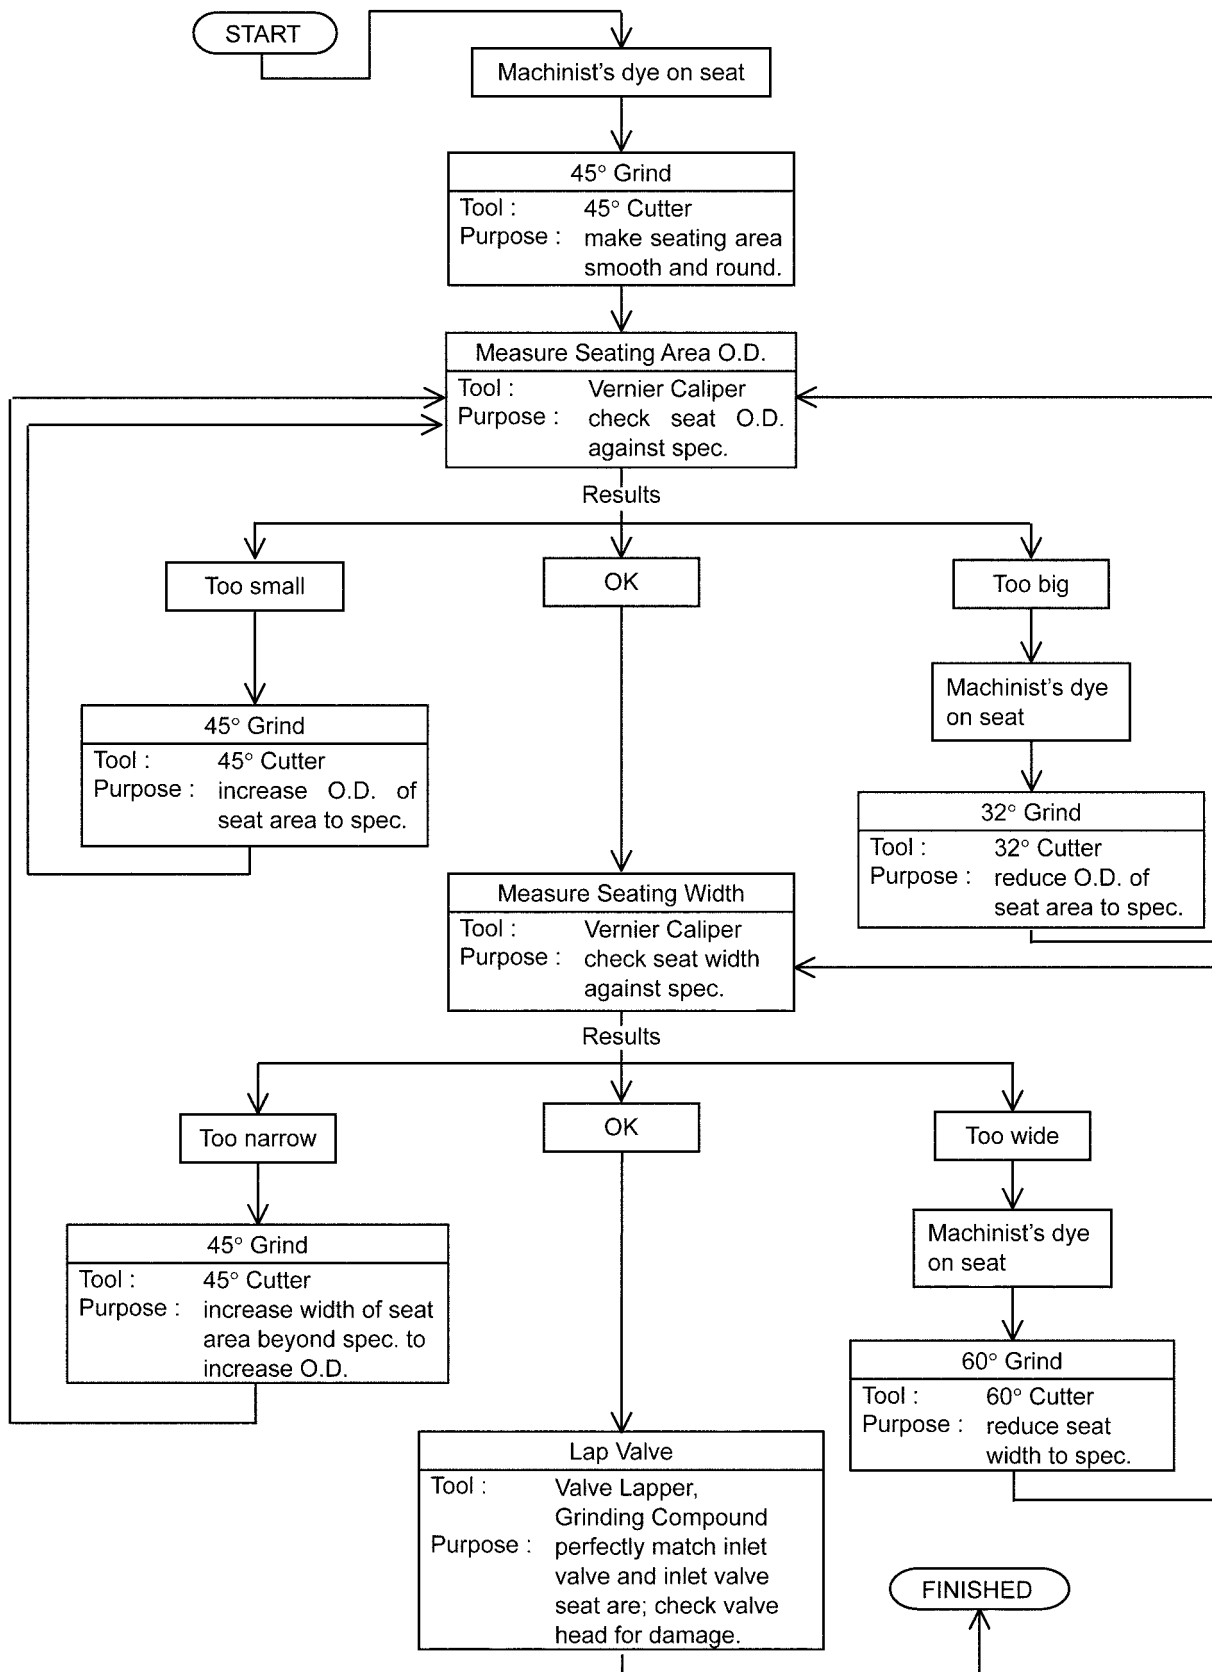 START
Machinist's dye on seat
45° Grind
Tool : 45° Cutter
Purpose : make seating area
smooth and round.
Measure Seating Area O.D.
Tool : Vernier Caliper
Purpose : check seat O.D.
against spec.
Results
Too small
OK
Too big
Machinist's dye
on seat
45° Grind
Tool : 45° Cutter
Purpose : increase O.D. of
seat area to spec.
32° Grind
Tool : 32° Cutter
Purpose : reduce O.D. of
seat area to spec.
Measure Seating Width
Tool : Vernier Caliper
Purpose : check seat width
against spec.
Results
Too narrow
OK
Too wide
Machinist's dye
on seat
45° Grind
Tool : 45° Cutter
Purpose : increase width of seat
area beyond spec. to
increase O.D.
60° Grind
Tool : 60° Cutter
Purpose : reduce seat
width to spec.
Lap Valve
Tool : Valve Lapper,
Grinding Compound
Purpose : perfectly match inlet
valve and inlet valve
seat are; check valve
head for damage.
FINISHED